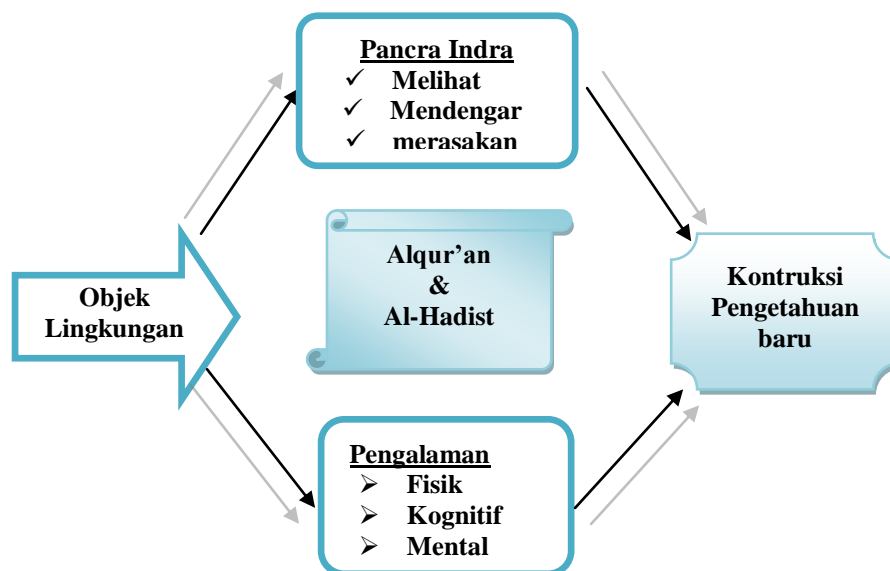 Pancra Indra
✓ Melihat
✓ Mendengar
✓ merasakan
Alqur’an
&
Al-Hadist
Objek
Lingkungan
Kontruksi
Pengetahuan
baru
Pengalaman
➢ Fisik
➢ Kognitif
➢ Mental